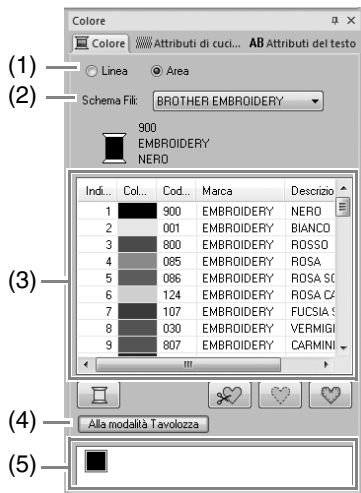 Colore
Colore Attributi di cuci... AB Attributi del testo
(1) Linea Area
(2) Schema Fili: BROTHER EMBROIDERY
900
EMBROIDERY
NERO
(3)
Indi... Col... Cod... Marca Descrizio
1 900 EMBROIDERY NERO
2 001 EMBROIDERY BIANCO
3 800 EMBROIDERY ROSSO
4 085 EMBROIDERY ROSA
5 086 EMBROIDERY ROSA SC
6 124 EMBROIDERY ROSA CA
7 107 EMBROIDERY FUCSIA S
8 030 EMBROIDERY VERMIGI
9 807 EMBROIDERY CARMINI
(4) Alla modalità Tavolozza
(5)